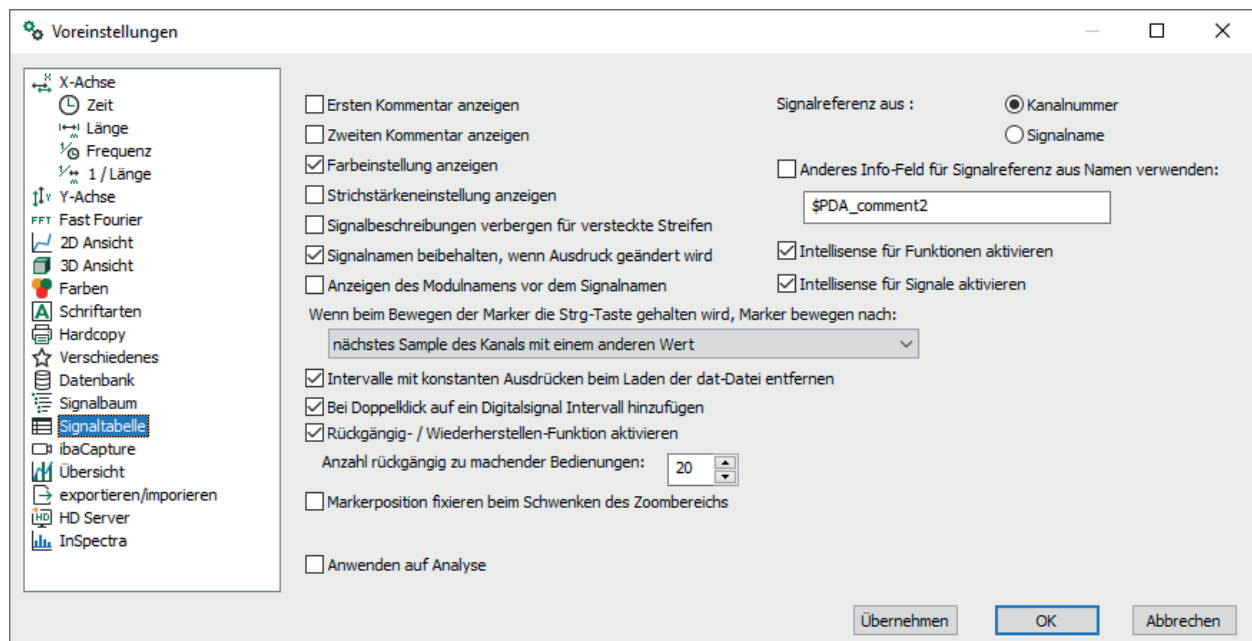 Voreinstellungen
X-Achse
Zeit
Länge
Frequenz
1 / Länge
Y-Achse
FFT Fast Fourier
2D Ansicht
3D Ansicht
Farben
Schriftarten
Hardcopy
Verschiedenes
Datenbank
Signalbaum
Signaltabelle
ibaCapture
Übersicht
exportieren/imporieren
HD Server
InSpectra
Ersten Kommentar anzeigen
Zweiten Kommentar anzeigen
Farbeinstellung anzeigen
Strichstärkeneinstellung anzeigen
Signalbeschreibungen verbergen für versteckte Streifen
Signalnamen beibehalten, wenn Ausdruck geändert wird
Anzeigen des Modulnamens vor dem Signalnamen
Signalreferenz aus :
Kanalnummer
Signalname
Anderes Info-Feld für Signalreferenz aus Namen verwenden:
$PDA_comment2
Intellisense für Funktionen aktivieren
Intellisense für Signale aktivieren
Wenn beim Bewegen der Marker die Strg-Taste gehalten wird, Marker bewegen nach:
nächstes Sample des Kanals mit einem anderen Wert
Intervalle mit konstanten Ausdrücken beim Laden der dat-Datei entfernen
Bei Doppelklick auf ein Digitalsignal Intervall hinzufügen
Rückgängig- / Wiederherstellen-Funktion aktivieren
Anzahl rückgängig zu machender Bedienungen: 20
Markerposition fixieren beim Schwenken des Zoombereichs
Anwenden auf Analyse
Übernehmen
OK
Abbrechen